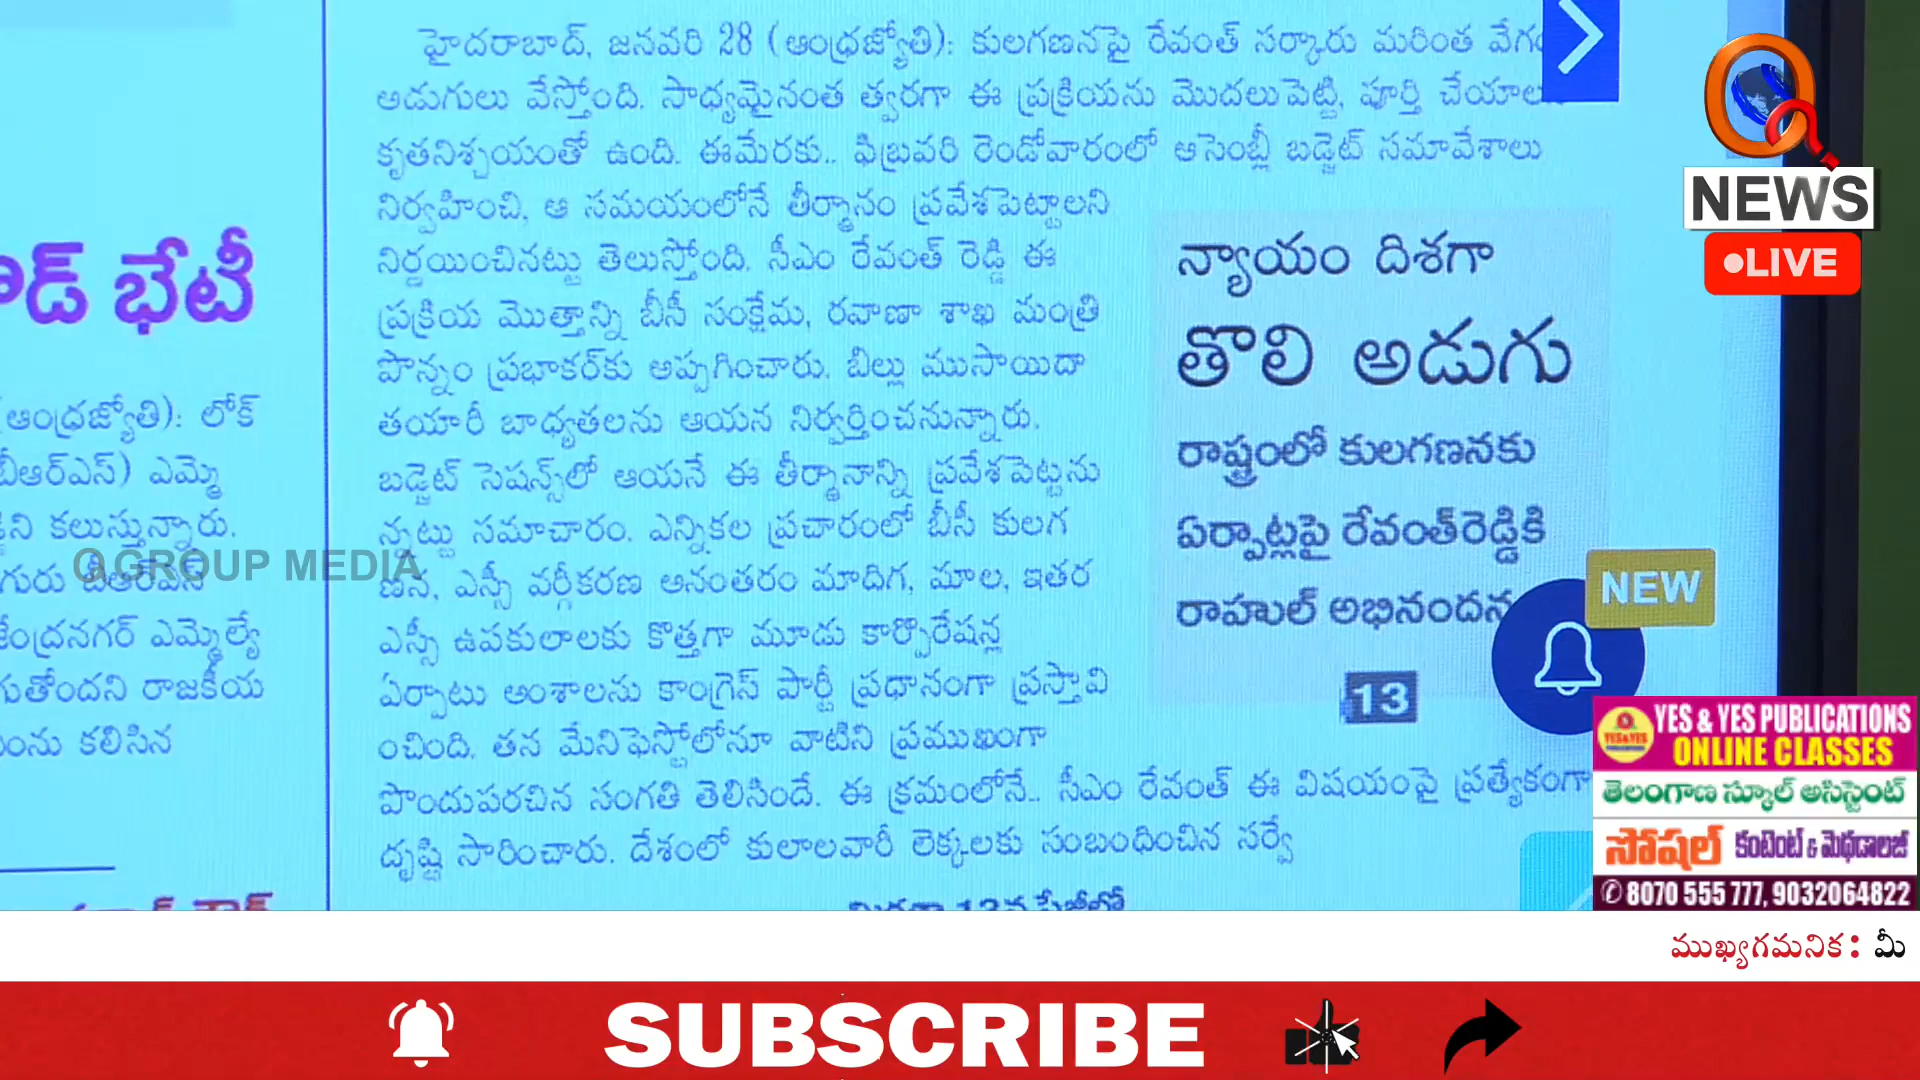 హైదరాబాద్, జనవరి 28 (ఆంధ్రజ్యోతి): కులగణనపై రేవంత్ సర్కారు మరింత
అడుగులు వేస్తోంది. సాధ్యమైనంత త్వరగా ఈ ప్రక్రియను మొదలుపెట్టి, పూర్తి
కృతనిశ్చయంతో ఉంది. ఈమేరకు.. ఫిబ్రవరి రెండోవారంలో అసెంబ్లీ బడ్జెట్ సమావేశాలు
నిర్వహించి, ఆ సమయంలోనే తీర్మానం ప్రవేశపెట్టాలని
నిర్ణయించినట్టు తెలుస్తోంది. సీఎం రేవంత్ రెడ్డి ఈ
ప్రక్రియ మొత్తాన్ని బీసీ సంక్షేమ, రవాణా శాఖ మంత్రి
పొన్నం ప్రభాకర్‌కు అప్పగించారు. బిల్లు ముసాయిదా
తయారీ బాధ్యతలను ఆయన నిర్వర్తించనున్నారు.
బడ్జెట్ సెషన్స్‌లో ఆయనే ఈ తీర్మానాన్ని ప్రవేశపెట్టను
న్నట్టు సమాచారం. ఎన్నికల ప్రచారంలో బీసీ కులగ
ణన, ఎస్సీ వర్గీకరణ అనంతరం మాదిగ, మాల, ఇతర
ఎస్సీ ఉపకులాలకు కొత్తగా మూడు కార్పొరేషన్ల
ఏర్పాటు అంశాలను కాంగ్రెస్ పార్టీ ప్రధానంగా ప్రస్తావి
ంచింది. తన మేనిఫెస్టోలోనూ వాటిని ప్రముఖంగా
పొందుపరచిన సంగతి తెలిసిందే. ఈ క్రమంలోనే.. సీఎం రేవంత్ ఈ విషయంపై ప్రత్యేకంగా
దృష్టి సారించారు. దేశంలో కులాలవారీ లెక్కలకు సంబంధించిన సర్వే
న్యాయం దిశగా
తొలి అడుగు
రాష్ట్రంలో కులగణనకు
ఏర్పాట్లపై రేవంత్‌రెడ్డికి
రాహుల్ అభినందన
13
భేటీ
(ఆంధ్రజ్యోతి): లోక్
ఎమ్మె
కలుస్తున్నారు.
ఎమ్మెల్యే
రాజకీయ
కలిసిన
Q GROUP MEDIA
NEWS
LIVE
NEW
YES & YES PUBLICATIONS
ONLINE CLASSES
తెలంగాణ స్కూల్ అసిస్టెంట్
సోషల్ కంటెంట్ & మెథడాలజీ
8070 555 777, 9032064822
ముఖ్యగమనిక: మీ
SUBSCRIBE